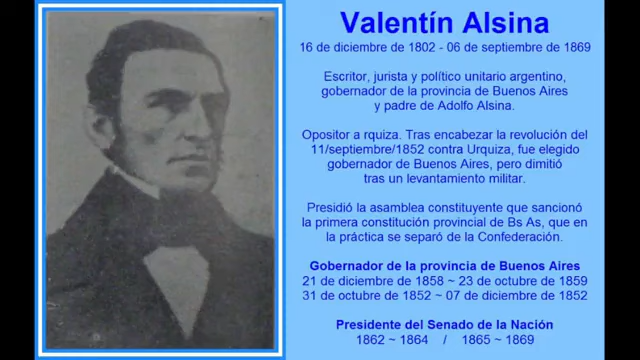 Valentín Alsina
16 de diciembre de 1802 - 06 de septiembre de 1869
Escritor, jurista y político unitario argentino,
gobernador de la provincia de Buenos Aires
y padre de Adolfo Alsina.
Opositor a rquiza. Tras encabezar la revolución del
11/septiembre/1852 contra Urquiza, fue elegido
gobernador de Buenos Aires, pero dimitió
tras un levantamiento militar.
Presidió la asamblea constituyente que sancionó
la primera constitución provincial de Bs As, que en
la práctica se separó de la Confederación.
Gobernador de la provincia de Buenos Aires
21 de diciembre de 1858 ~ 23 de octubre de 1859
31 de octubre de 1852 ~ 07 de diciembre de 1852
Presidente del Senado de la Nación
1862 ~ 1864 / 1865 ~ 1869